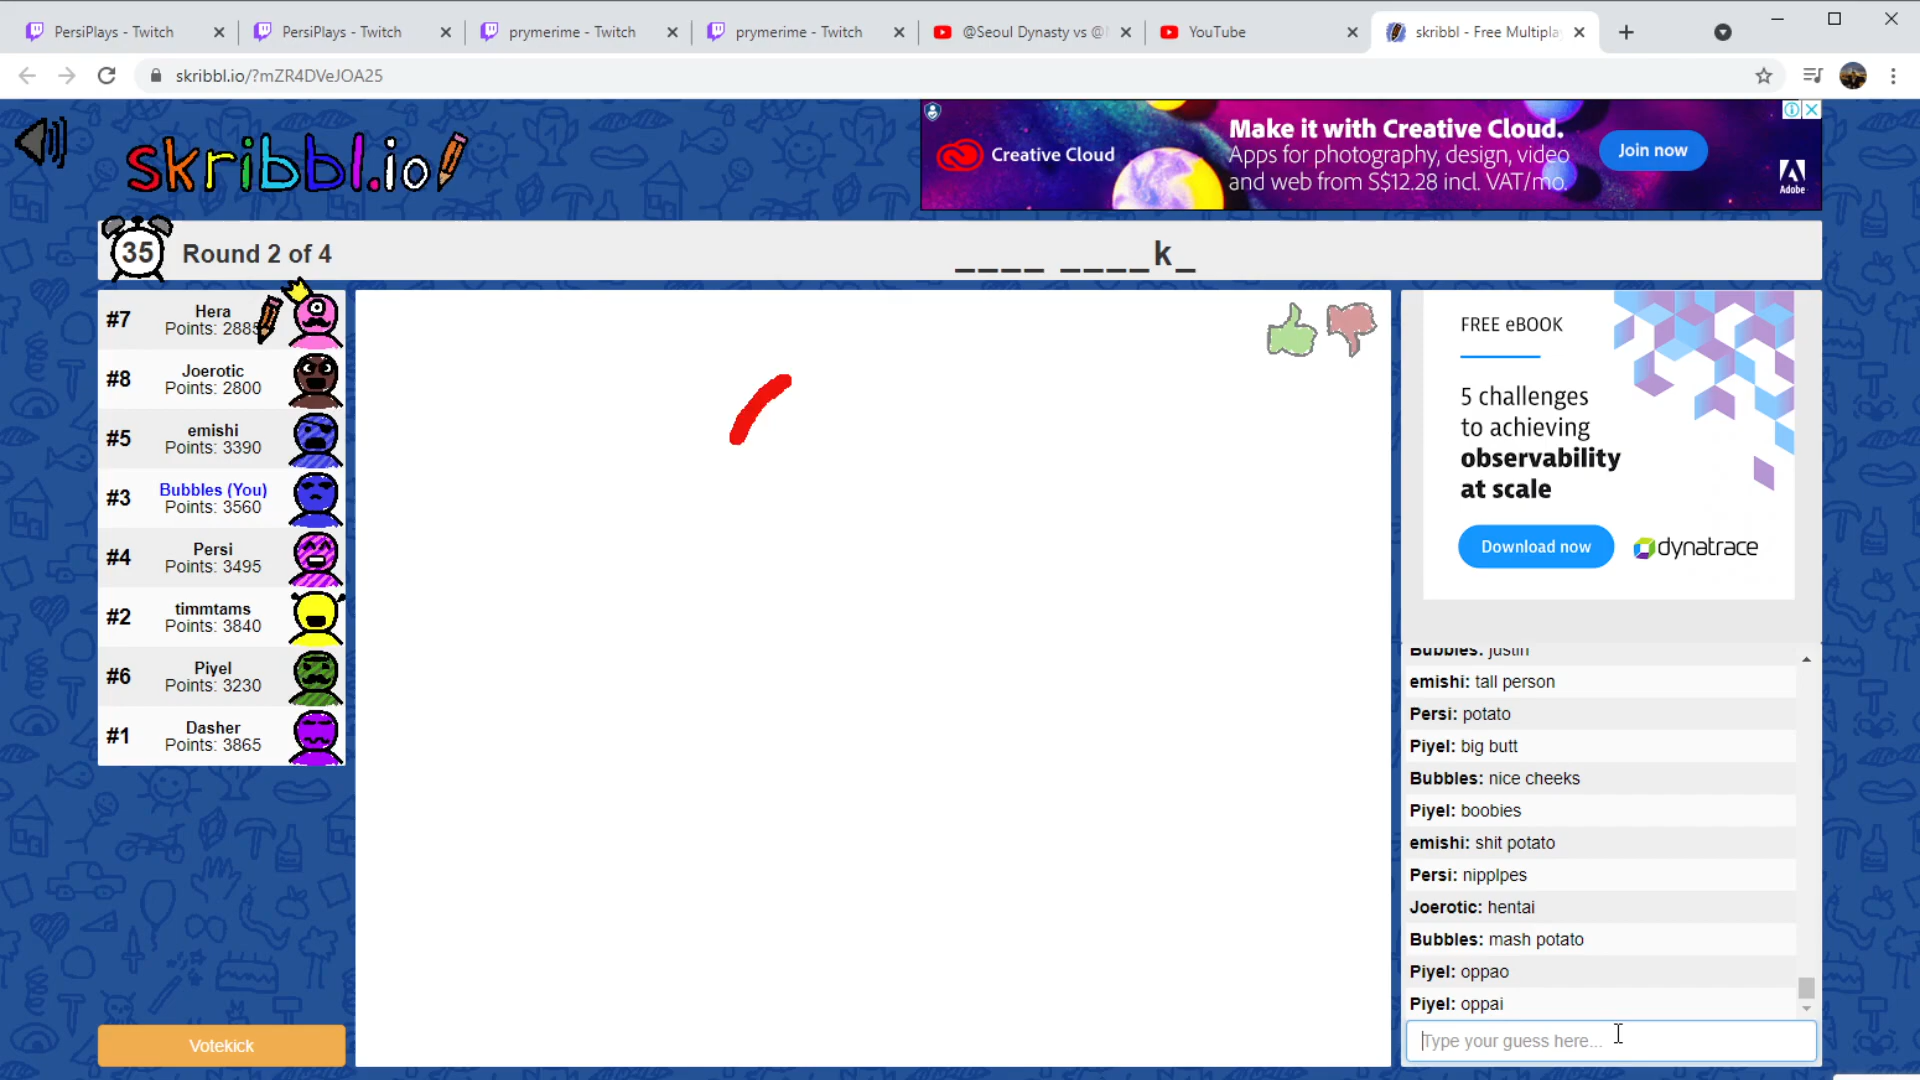 PersiPlays - Twitch
PersiPlays - Twitch
prymerime - Twitch
prymerime - Twitch
@Seoul Dynasty vs @
YouTube
skribbl - Free Multipla
skribbl.io/?mZR4DVeJOA25
skribbl.io
Creative Cloud
Make it with Creative Cloud.
Apps for photography, design, video
and web from S$12.28 incl. VAT/mo.
Join now
Adobe
35
Round 2 of 4
_ _ _ _  _ _ _ _ k _
#7
Hera
Points: 2885
#8
Joerotic
Points: 2800
#5
emishi
Points: 3390
#3
Bubbles (You)
Points: 3560
#4
Persi
Points: 3495
#2
timmtams
Points: 3840
#6
Piyel
Points: 3230
#1
Dasher
Points: 3865
Votekick
FREE eBOOK
5 challenges
to achieving
observability
at scale
Download now
dynatrace
Bubbles: justin
emishi: tall person
Persi: potato
Piyel: big butt
Bubbles: nice cheeks
Piyel: boobies
emishi: shit potato
Persi: nipplpes
Joerotic: hentai
Bubbles: mash potato
Piyel: oppao
Piyel: oppai
Type your guess here...